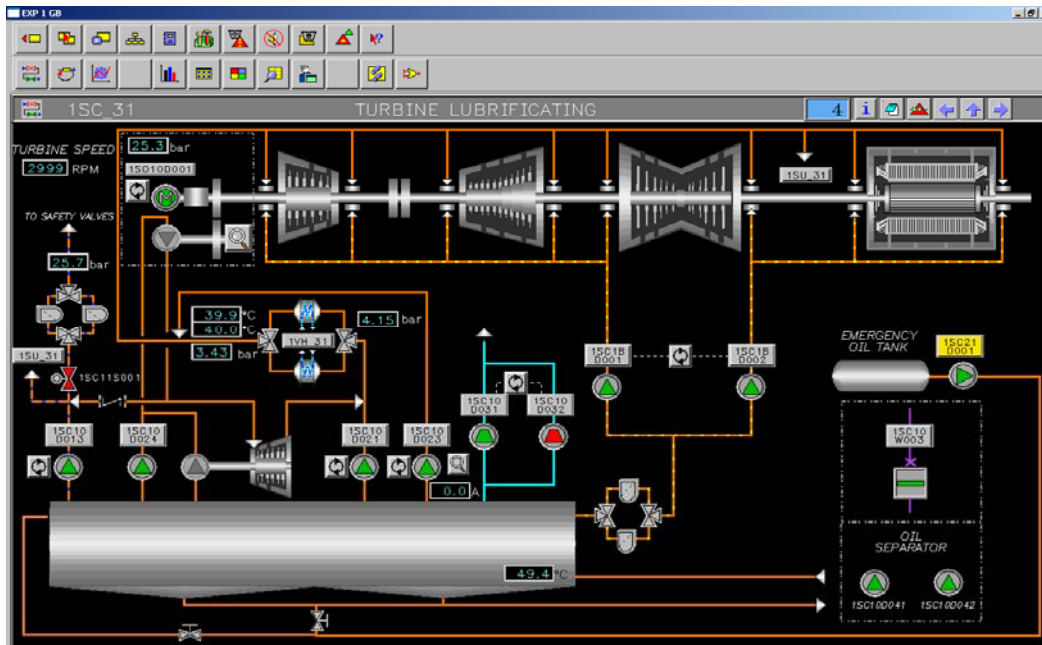 EXP 1 GB
1SC_31
TURBINE LUBRIFICATING
4
TURBINE SPEED
2999 RPM
25.3 bar
1SO10D001
1SU_31
TO SAFETY VALVES
25.7 bar
39.9 °C
40.0 °C
3.43 bar
1VH_31
4.15 bar
1SU_31
1SC11S001
1SC10
D013
1SC10
D024
1SC10
D021
1SC10
D023
0.0 A
1SC10
D031
1SC10
D032
1SC1B
D001
1SC1B
D002
EMERGENCY
OIL TANK
1SC21
D001
1SC10
W003
OIL
SEPARATOR
1SC10D041
1SC10D042
49.4 °C